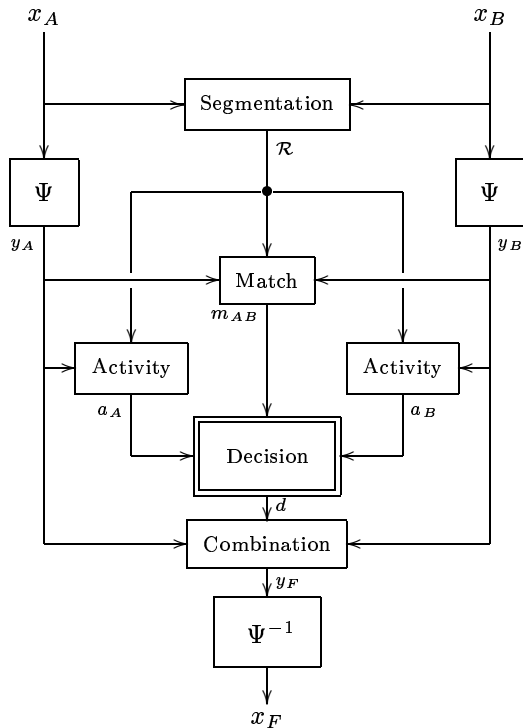 x_A x_B
Segmentation
ℛ
Ψ Ψ
y_A y_B
Match
m_AB
Activity Activity
a_A a_B
Decision
d
Combination
y_F
Ψ⁻¹
x_F